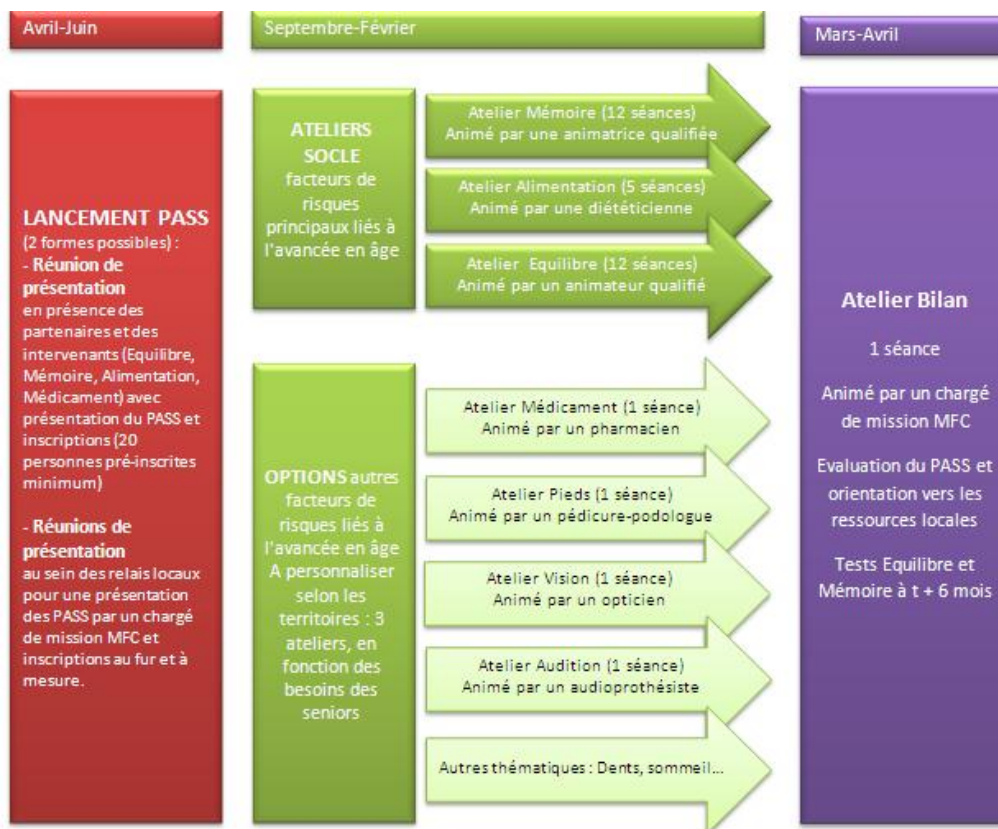 Avril-Juin
Septembre-Février
Mars-Avril
LANCEMENT PASS
(2 formes possibles) :
- Réunion de
présentation
en présence des
partenaires et des
intervenants (Equilibre,
Mémoire, Alimentation,
Médicament) avec
présentation du PASS et
inscriptions (20
personnes pré-inscrites
minimum)
- Réunions de
présentation
au sein des relais locaux
pour une présentation
des PASS par un chargé
de mission MFC et
inscriptions au fur et à
mesure.
ATELIERS
SOCLE
facteurs de
risques
principaux liés à
l'avancée en âge
Atelier Mémoire (12 séances)
Animé par une animatrice qualifiée
Atelier Alimentation (5 séances)
Animé par une diététicienne
Atelier Equilibre (12 séances)
Animé par un animateur qualifié
OPTIONS autres
facteurs de
risques liés à
l'avancée en âge
A personnaliser
selon les
territoires : 3
ateliers, en
fonction des
besoins des
seniors
Atelier Médicament (1 séance)
Animé par un pharmacien
Atelier Pieds (1 séance)
Animé par un pédicure-podologue
Atelier Vision (1 séance)
Animé par un opticien
Atelier Audition (1 séance)
Animé par un audioprothésiste
Autres thématiques : Dents, sommeil...
Atelier Bilan
1 séance
Animé par un chargé
de mission MFC
Evaluation du PASS et
orientation vers les
ressources locales
Tests Equilibre et
Mémoire à t + 6 mois